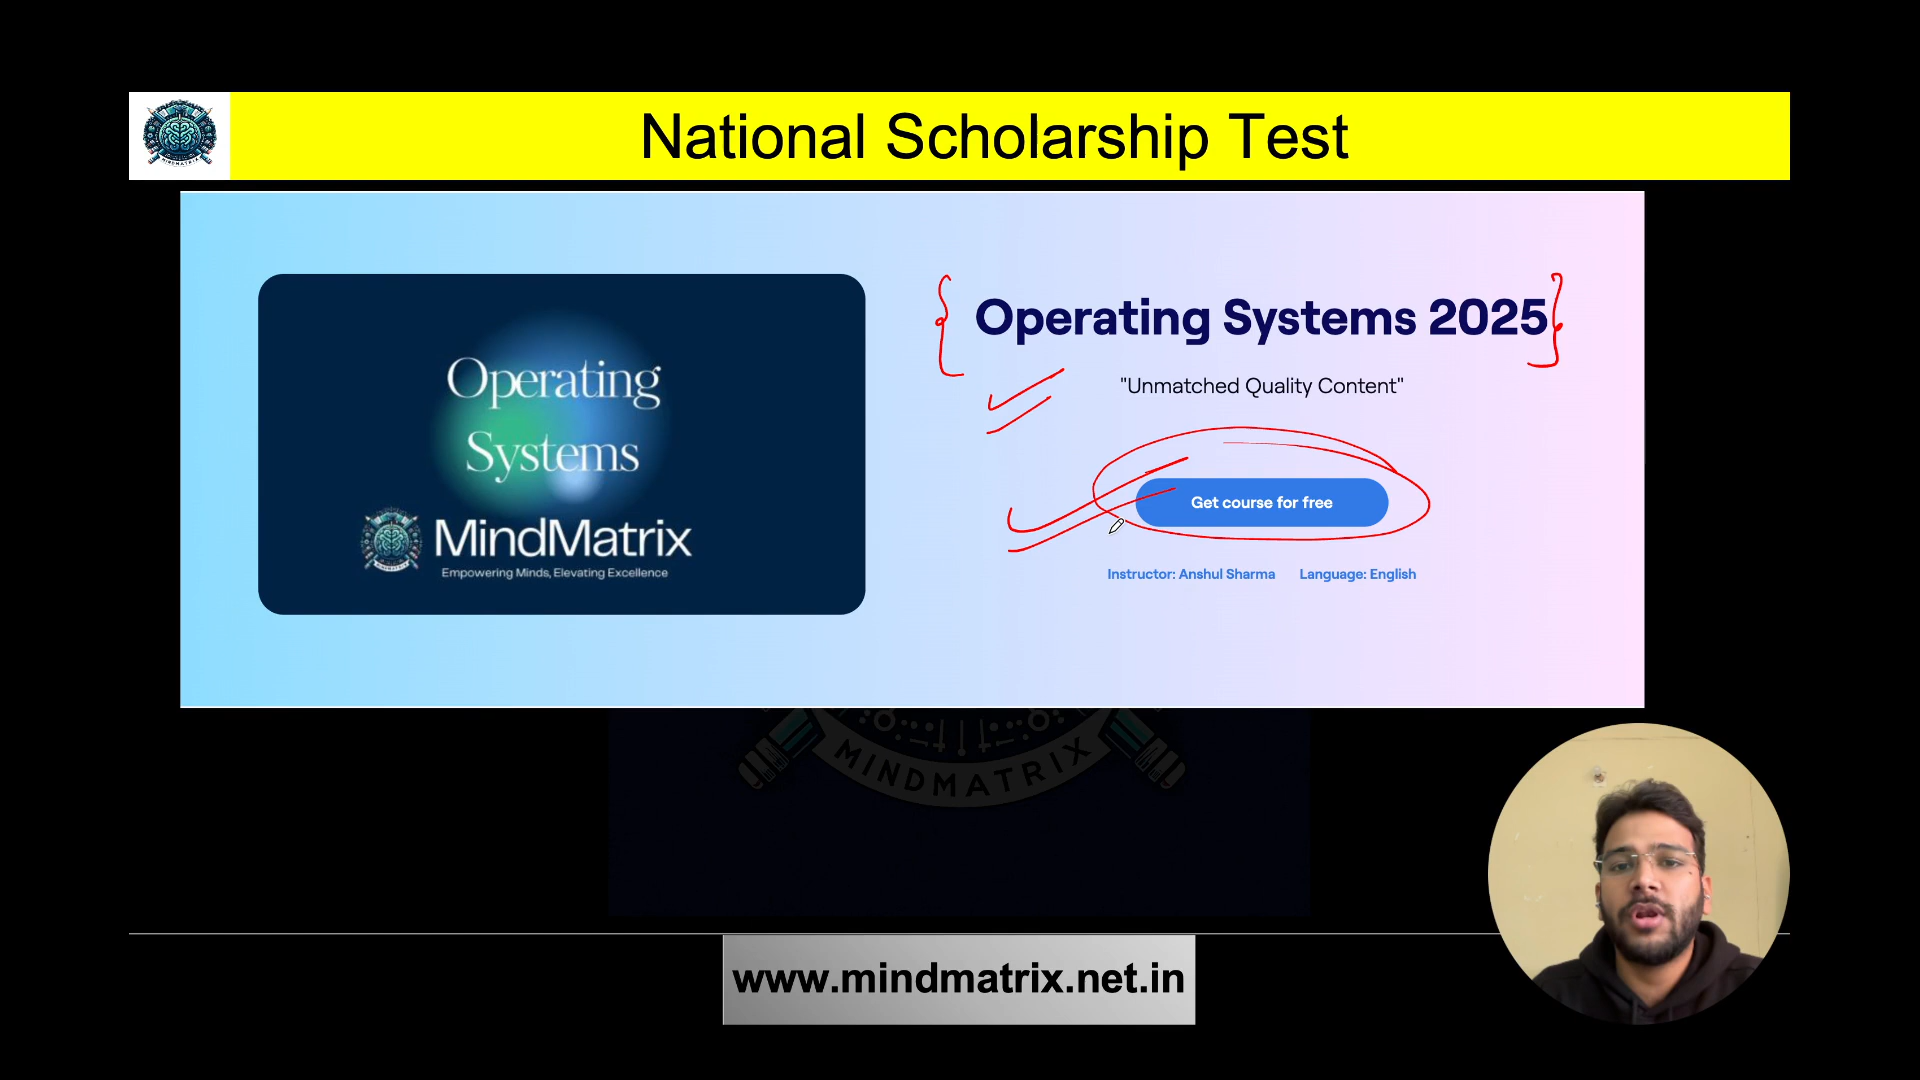 National Scholarship Test
MINDMATRIX
Operating
Systems
MindMatrix
Empowering Minds, Elevating Excellence
Operating Systems 2025
"Unmatched Quality Content"
Get course for free
Instructor: Anshul Sharma Language: English
MINDMATRIX
www.mindmatrix.net.in